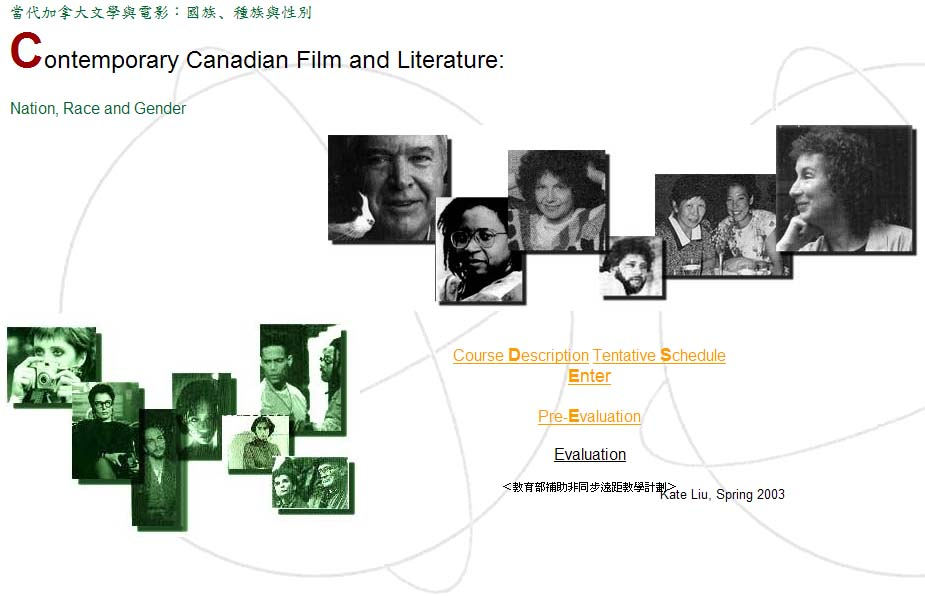 當代加拿大文學與電影：國族、種族與性別
Contemporary Canadian Film and Literature:
Nation, Race and Gender
Course Description Tentative Schedule
Enter
Pre-Evaluation
Evaluation
＜教育部補助非同步遠距教學計劃＞
Kate Liu, Spring 2003